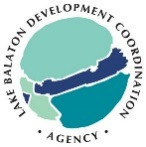 LAKE BALATON DEVELOPMENT COORDINATION
• AGENCY •